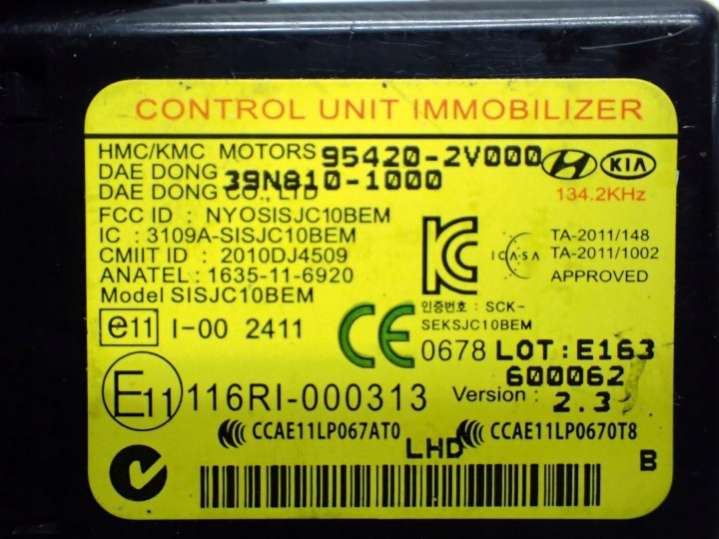 CONTROL UNIT IMMOBILIZER
HMC/KMC MOTORS 95420-2V000
DAE DONG 39N810-1000
DAE DONG CO., LTD
134.2KHz
KIA
FCC ID : NYOSISJC10BEM
IC : 3109A-SISJC10BEM
CMIIT ID : 2010DJ4509
ANATEL : 1635-11-6920
Model SISJC10BEM
ICASA
TA-2011/148
TA-2011/1002
APPROVED
인증번호 : SCK-
SEKSJC10BEM
e11 I-00 2411
CE 0678 LOT:E163
600062
E11 116RI-000313
Version : 2.3
CCAE11LP067AT0
CCAE11LP0670T8
LHD
B